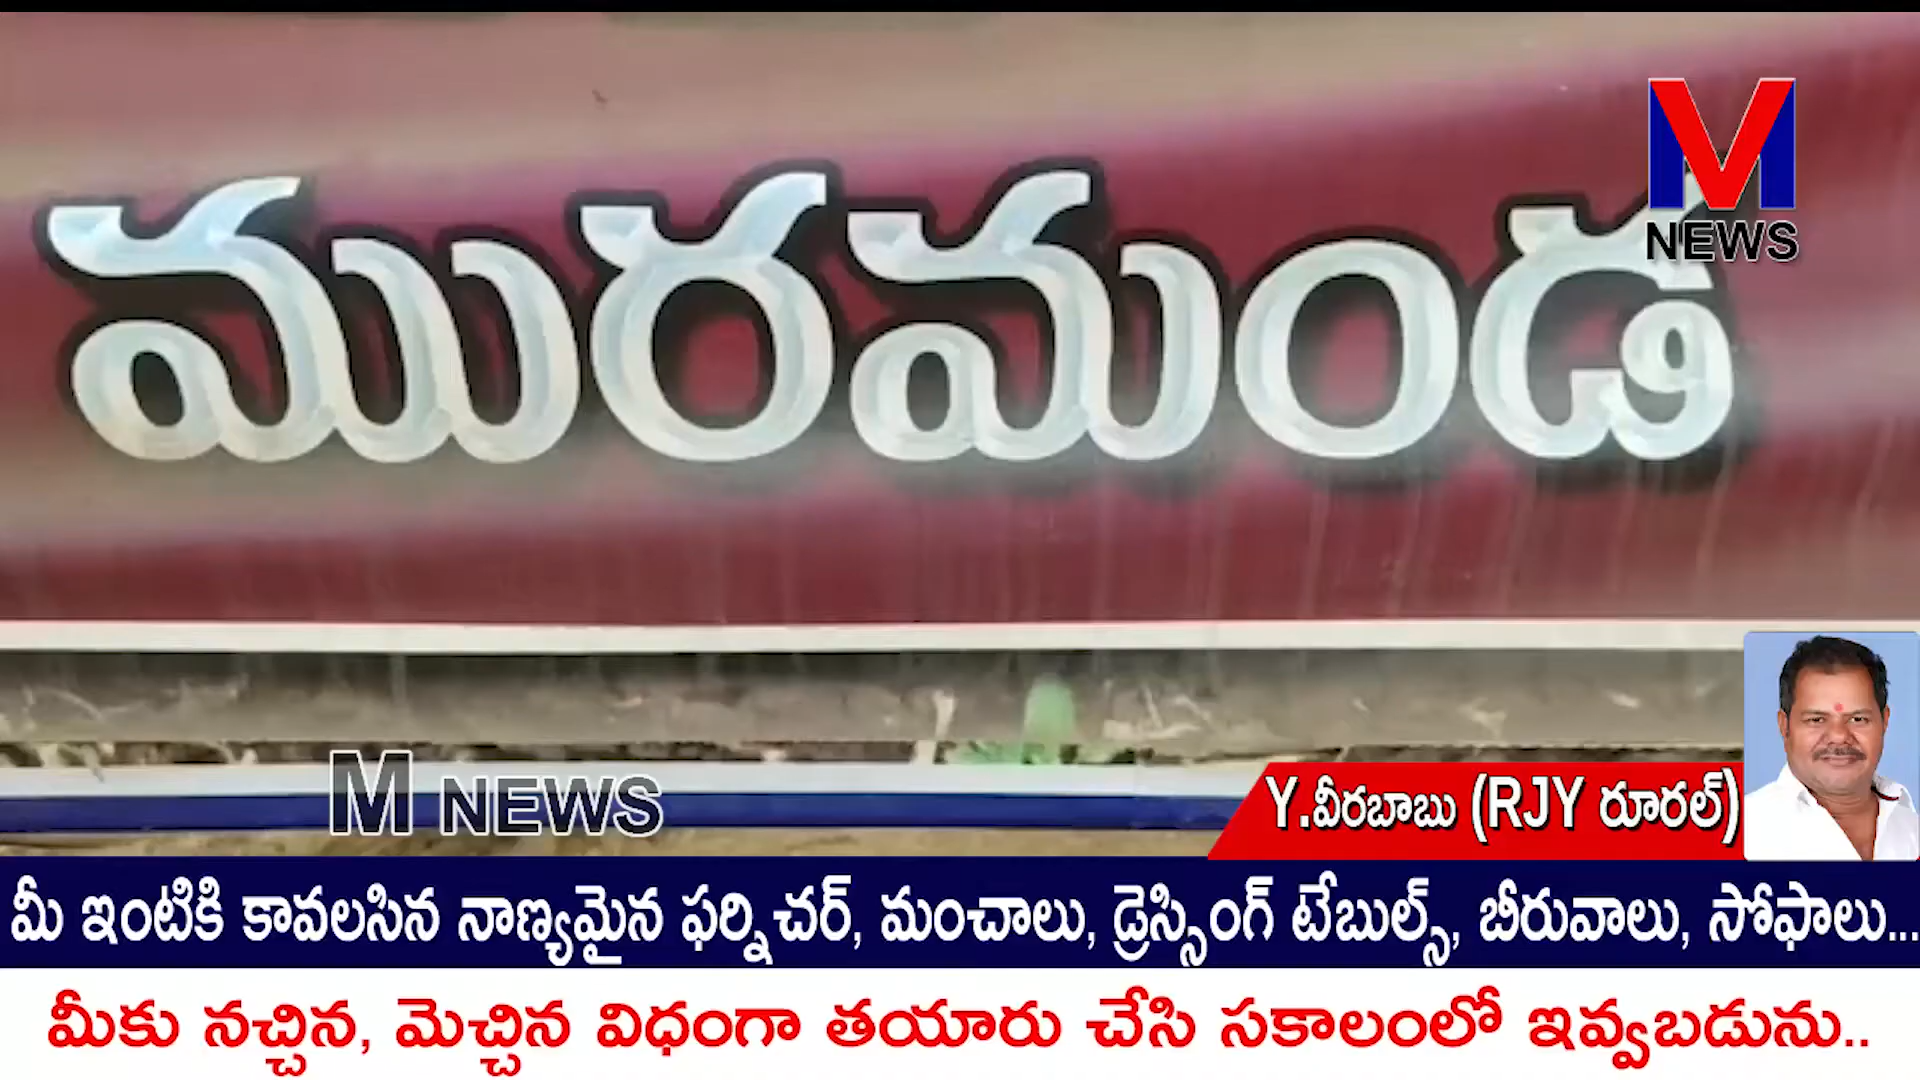 M
NEWS
మురమండ
M NEWS
Y.వీరబాబు (RJY రూరల్)
మీ ఇంటికి కావలసిన నాణ్యమైన ఫర్నిచర్, మంచాలు, డ్రెస్సింగ్ టేబుల్స్, బీరువాలు, సోఫాలు...
మీకు నచ్చిన, మెచ్చిన విధంగా తయారు చేసి సకాలంలో ఇవ్వబడును..